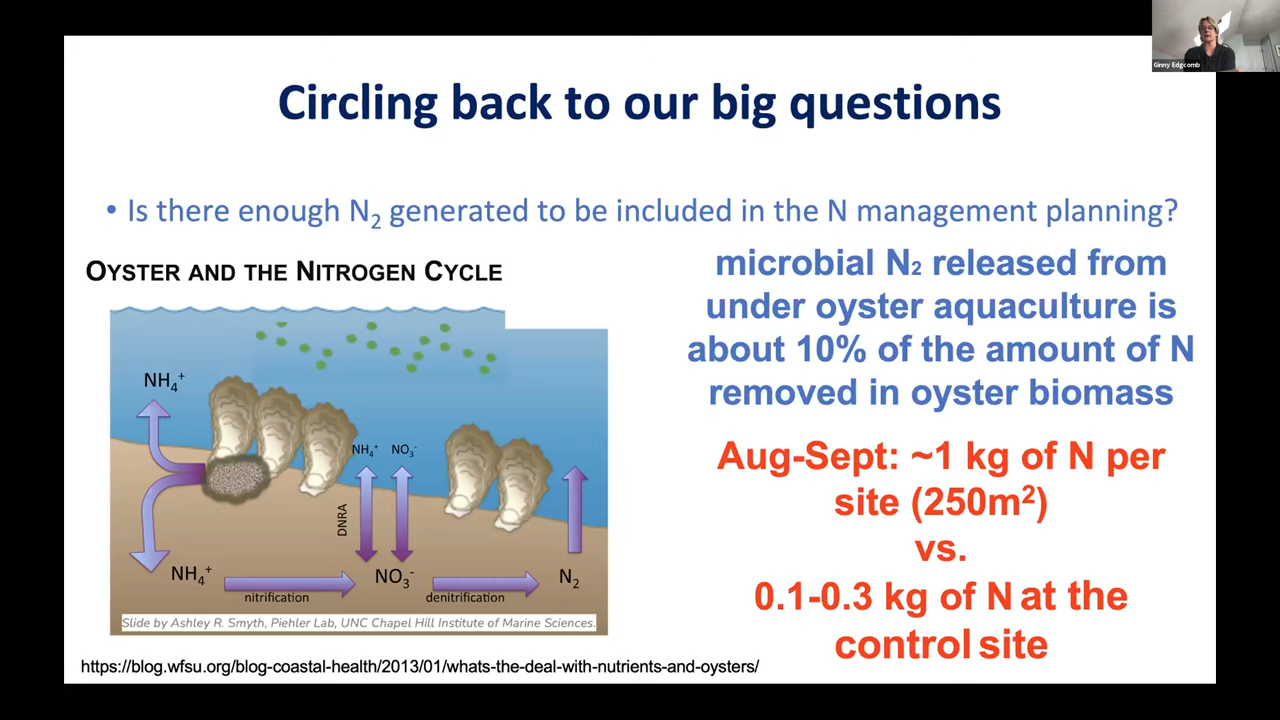 Ginny Edgcomb
Circling back to our big questions
• Is there enough N₂ generated to be included in the N management planning?
OYSTER AND THE NITROGEN CYCLE
NH₄⁺
NH₄⁺ NO₃⁻
DNRA
NH₄⁺
nitrification
NO₃⁻
denitrification
N₂
Slide by Ashley R. Smyth, Piehler Lab, UNC Chapel Hill Institute of Marine Sciences.
https://blog.wfsu.org/blog-coastal-health/2013/01/whats-the-deal-with-nutrients-and-oysters/
microbial N₂ released from
under oyster aquaculture is
about 10% of the amount of N
removed in oyster biomass
Aug-Sept: ~1 kg of N per
site (250m²)
vs.
0.1-0.3 kg of N at the
control site